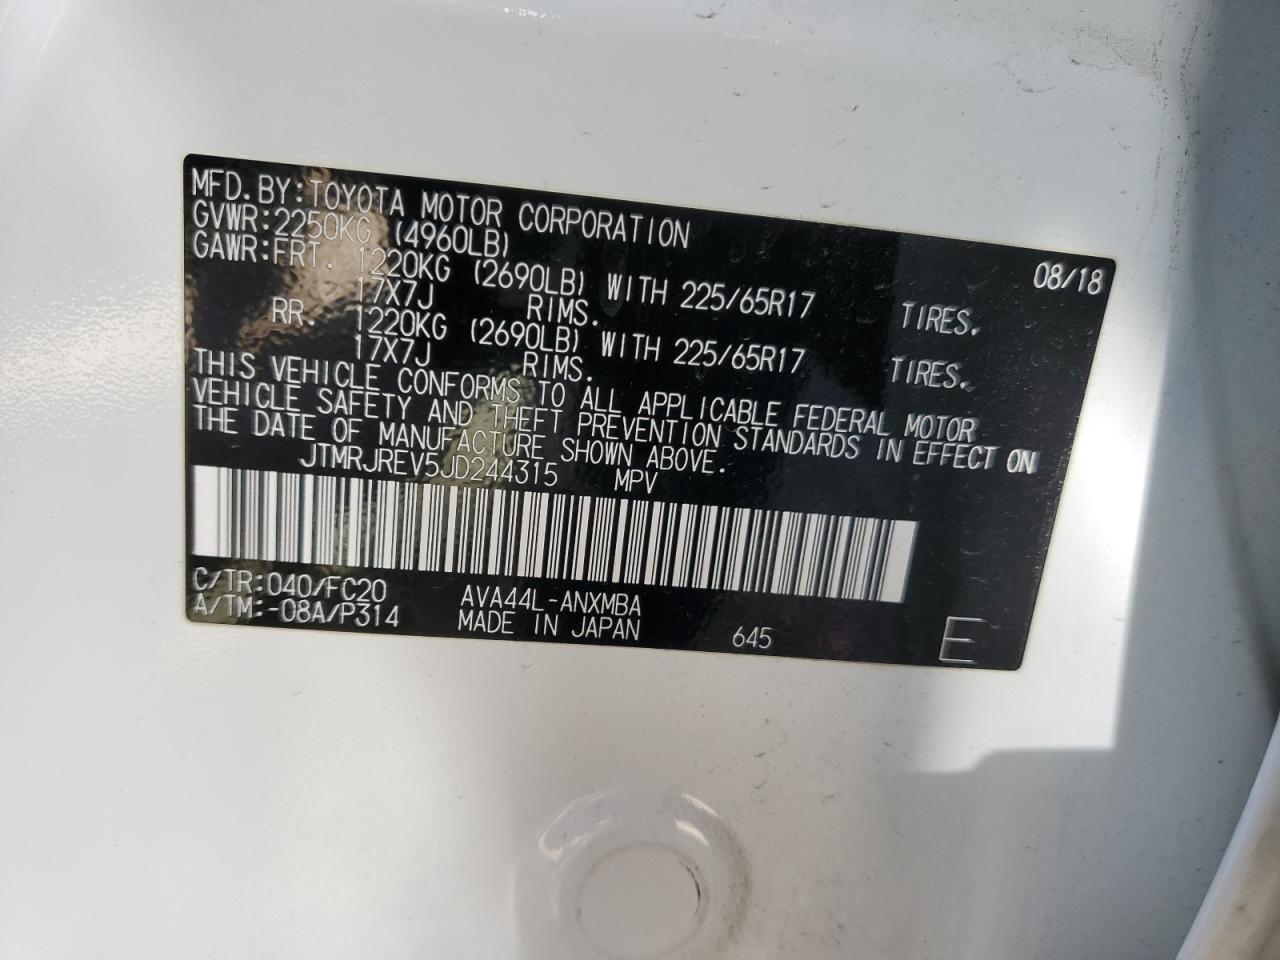 MFD.BY:TOYOTA MOTOR CORPORATION 08/18
GVWR:2250KG (4960LB)
GAWR:FRT. 1220KG (2690LB) WITH 225/65R17 TIRES.
17X7J RIMS.
RR. 1220KG (2690LB) WITH 225/65R17 TIRES.
17X7J RIMS.
THIS VEHICLE CONFORMS TO ALL APPLICABLE FEDERAL MOTOR
VEHICLE SAFETY AND THEFT PREVENTION STANDARDS IN EFFECT ON
THE DATE OF MANUFACTURE SHOWN ABOVE.
JTMRJREV5JD244315 MPV
C/TR:040/FC20 AVA44L-ANXMBA
A/TM:-08A/P314 MADE IN JAPAN 645 E